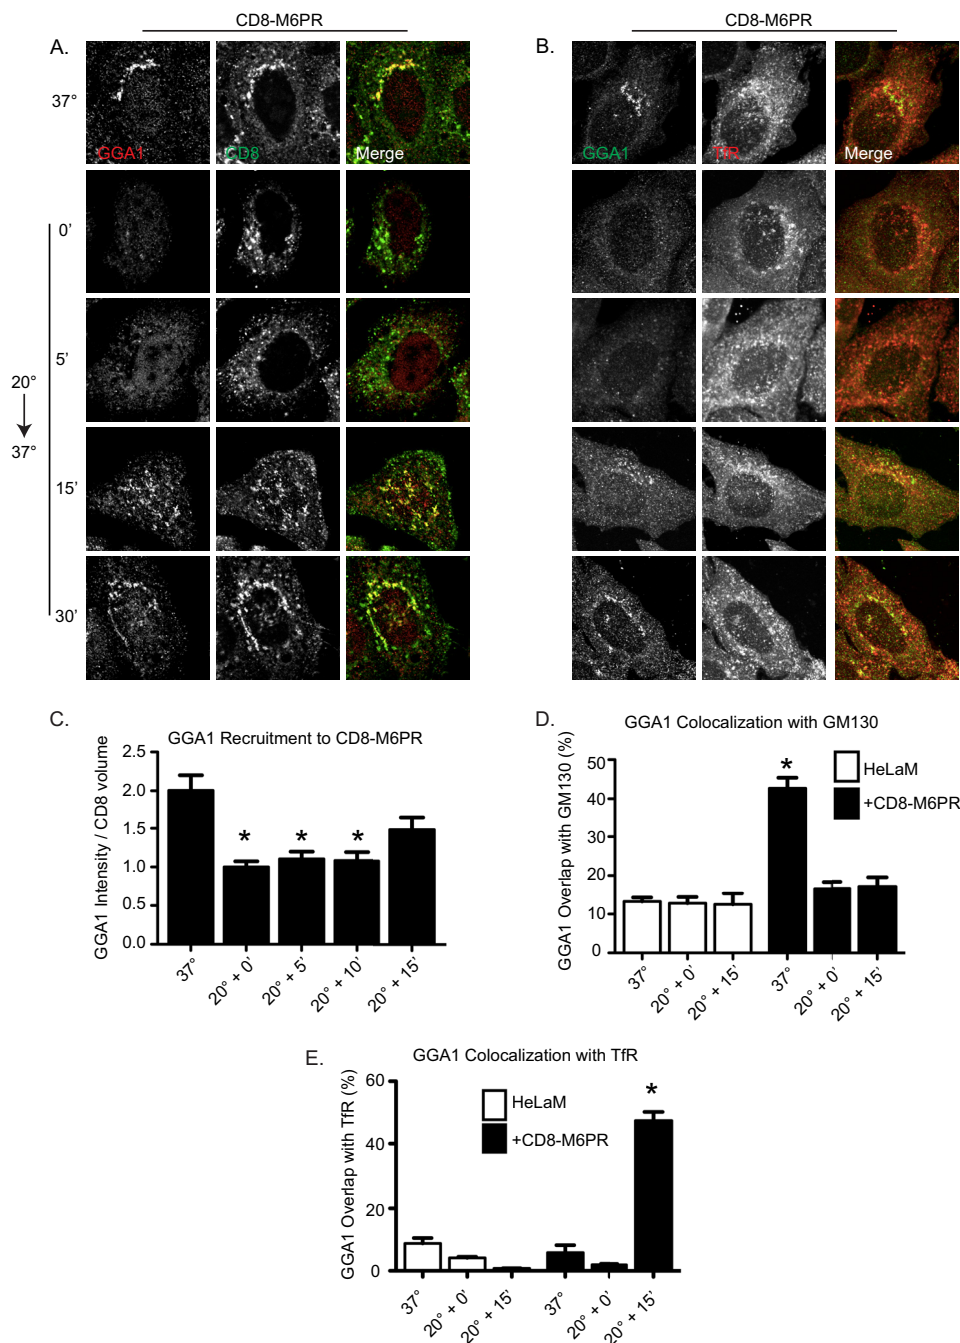 CD8-M6PR
A.
37°
GGA1
CD8
Merge
0'
5'
15'
30'
20°
37°
CD8-M6PR
B.
GGA1
TfR
Merge
C.
GGA1 Recruitment to CD8-M6PR
GGA1 Intensity / CD8 volume
2.5
2.0
1.5
1.0
0.5
0.0
*
*
*
37°
20° + 0'
20° + 5'
20° + 10'
20° + 15'
D.
GGA1 Colocalization with GM130
GGA1 Overlap with GM130 (%)
50
40
30
20
10
0
*
HeLaM
+CD8-M6PR
37°
20° + 0'
20° + 15'
37°
20° + 0'
20° + 15'
E.
GGA1 Colocalization with TfR
GGA1 Overlap with TfR (%)
60
40
20
0
HeLaM
+CD8-M6PR
*
37°
20° + 0'
20° + 15'
37°
20° + 0'
20° + 15'